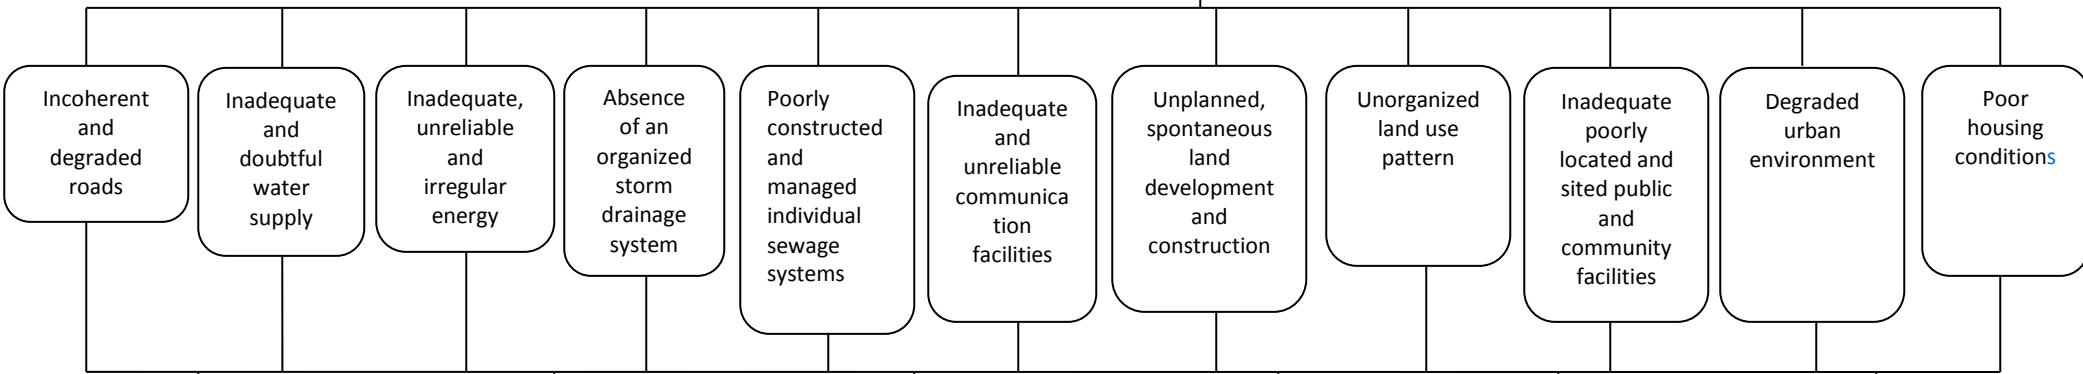 Incoherent
and
degraded
roads
Inadequate
and
doubtful
water
supply
Inadequate,
unreliable
and
irregular
energy
Absence
of an
organized
storm
drainage
system
Poorly
constructed
and
managed
individual
sewage
systems
Inadequate
and
unreliable
communica
tion
facilities
Unplanned,
spontaneous
land
development
and
construction
Unorganized
land use
pattern
Inadequate
poorly
located and
sited public
and
community
facilities
Degraded
urban
environment
Poor
housing
conditions